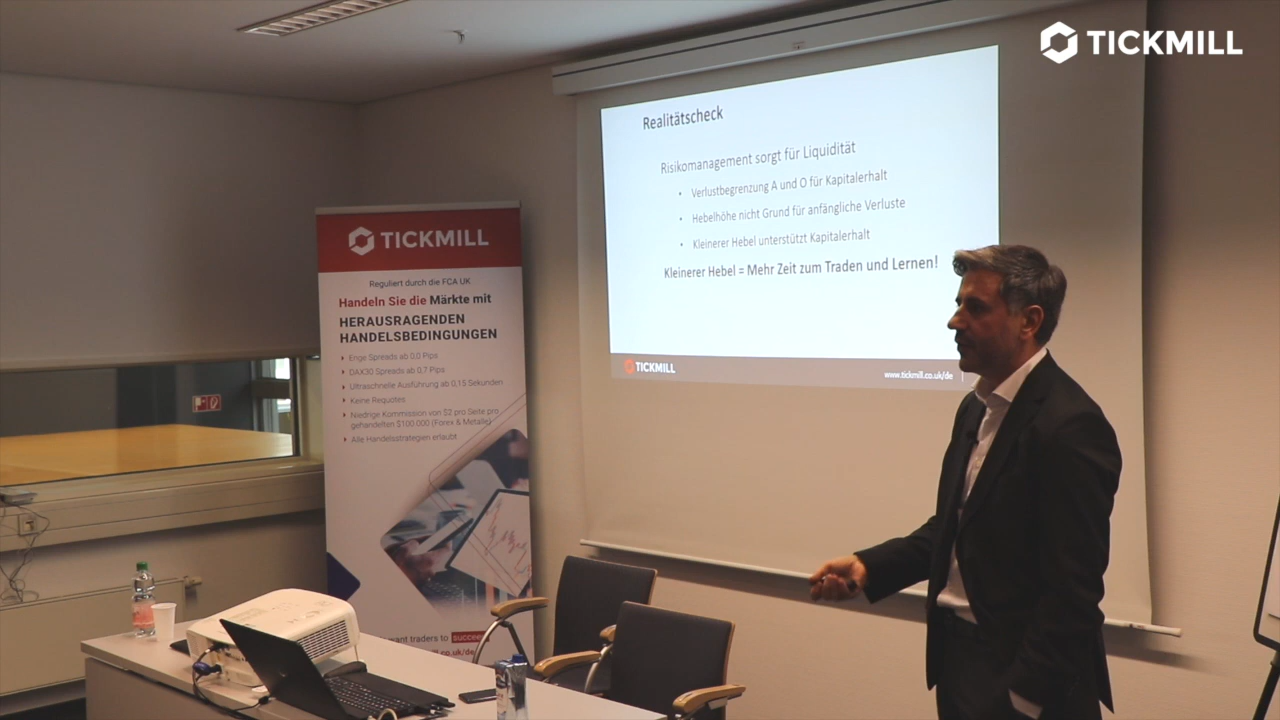 TICKMILL
Realitätscheck
Risikomanagement sorgt für Liquidität
• Verlustbegrenzung A und O für Kapitalerhalt
• Hebelhöhe nicht Grund für anfängliche Verluste
• Kleinerer Hebel unterstützt Kapitalerhalt
Kleinerer Hebel = Mehr Zeit zum Traden und Lernen!
TICKMILL
www.tickmill.co.uk/de
TICKMILL
Reguliert durch die FCA UK
Handeln Sie die Märkte mit
HERAUSRAGENDEN
HANDELSBEDINGUNGEN
Enge Spreads ab 0,0 Pips
DAX30 Spreads ab 0,7 Pips
Ultraschnelle Ausführung ab 0,15 Sekunden
Keine Requotes
Niedrige Kommission von $2 pro Seite pro
gehandelten $100.000 (Forex & Metalle)
Alle Handelsstrategien erlaubt
traders to